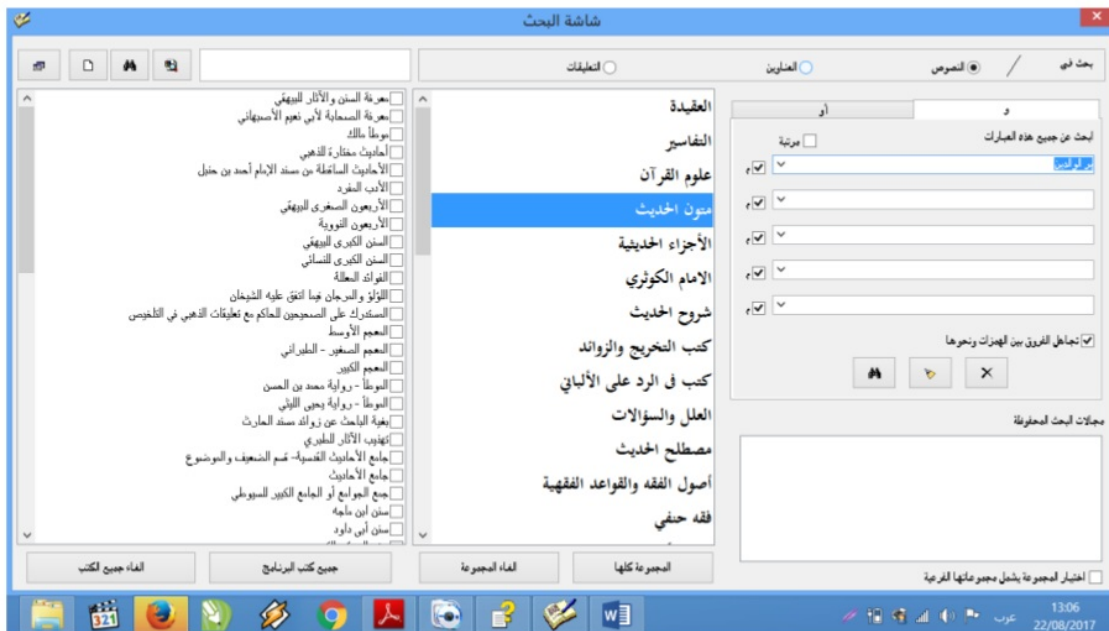 شاشة البحث
بحث في
النصوص
العناوين
التعليقات
و
أو
ابحث عن جميع هذه العبارات
مرتبة
بر الوالدين
م
م
م
م
م
تجاهل الفروق بين الهمزات ونحوها
مجالات البحث المحفوظة
اختيار المجموعة يشمل مجموعاتها الفرعية
العقيدة
التفاسير
علوم القرآن
متون الحديث
الأجزاء الحديثية
الامام الكوثري
شروح الحديث
كتب التخريج والزوائد
كتب فى الرد على الألباني
العلل والسؤالات
مصطلح الحديث
أصول الفقه والقواعد الفقهية
فقه حنفي
المجموعة كلها
الغاء المجموعة
معرفة السنن والآثار للبيهقي
معرفة الصحابة لأبي نعيم الأصبهاني
موطأ مالك
أحاديث مختارة للذهبي
الأحاديث الساقطة من مسند الإمام أحمد بن حنبل
الأدب المفرد
الأربعون الصغرى للبيهقي
الأربعون النووية
السنن الكبرى للبيهقي
السنن الكبرى للنسائي
الفوائد المعللة
اللؤلؤ والمرجان فيما اتفق عليه الشيخان
المستدرك على الصحيحين للحاكم مع تعليقات الذهبي في التلخيص
المعجم الأوسط
المعجم الصغير - الطبراني
المعجم الكبير
الموطأ - رواية محمد بن الحسن
الموطأ - رواية يحيى الليثي
بغية الباحث عن زوائد مسند الحارث
تهذيب الآثار للطبري
جامع الأحاديث القدسية- قسم الضعيف والموضوع
جامع الأحاديث
جمع الجوامع أو الجامع الكبير للسيوطي
سنن ابن ماجه
سنن أبي داود
جميع كتب البرنامج
الغاء جميع الكتب
321
W
عرب
13:06
22/08/2017